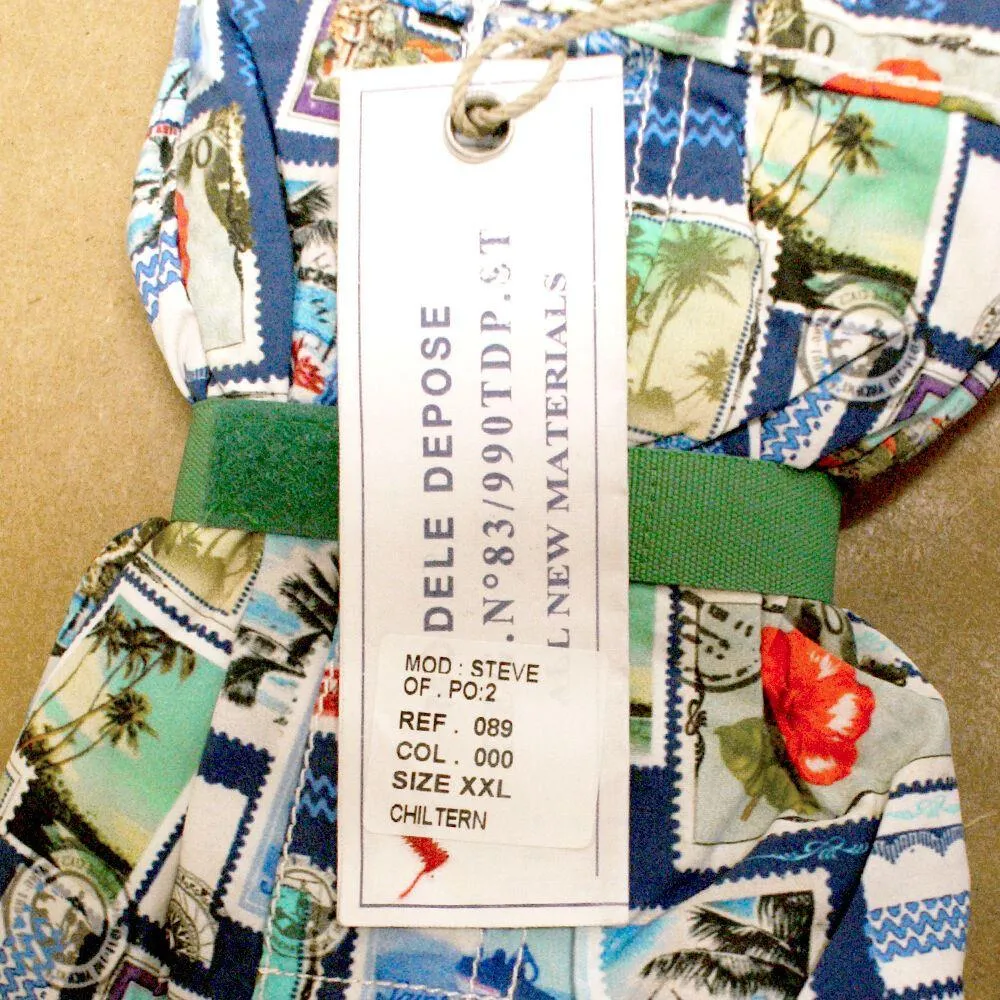 DELE DEPOSE
.N°83/990TDP.ST
NEW MATERIALS
MOD : STEVE
OF . PO:2
REF . 089
COL . 000
SIZE XXL
CHILTERN